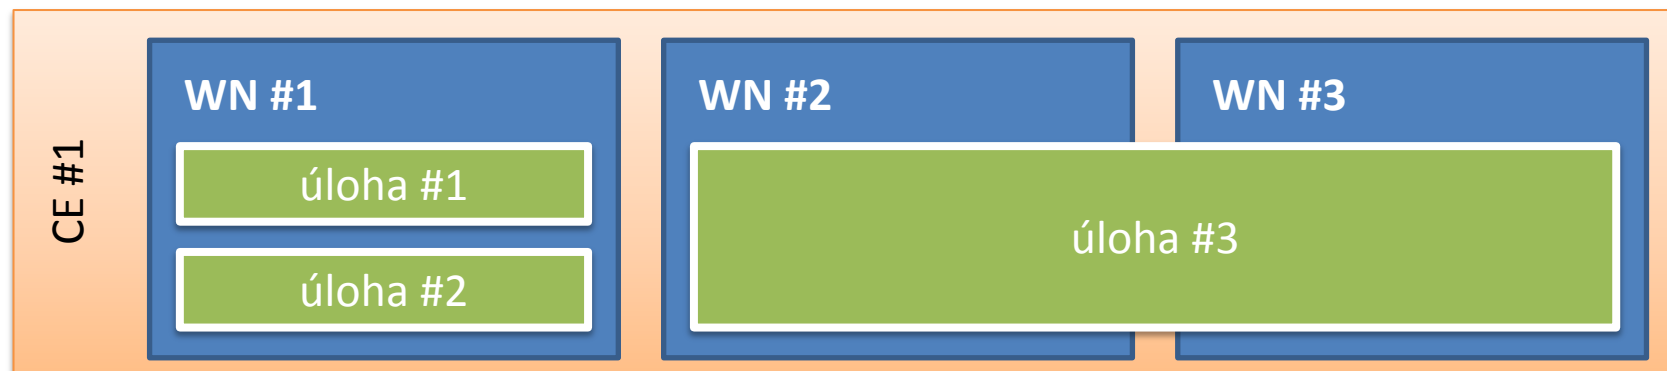 CE #1
WN #1
úloha #1
úloha #2
WN #2
WN #3
úloha #3